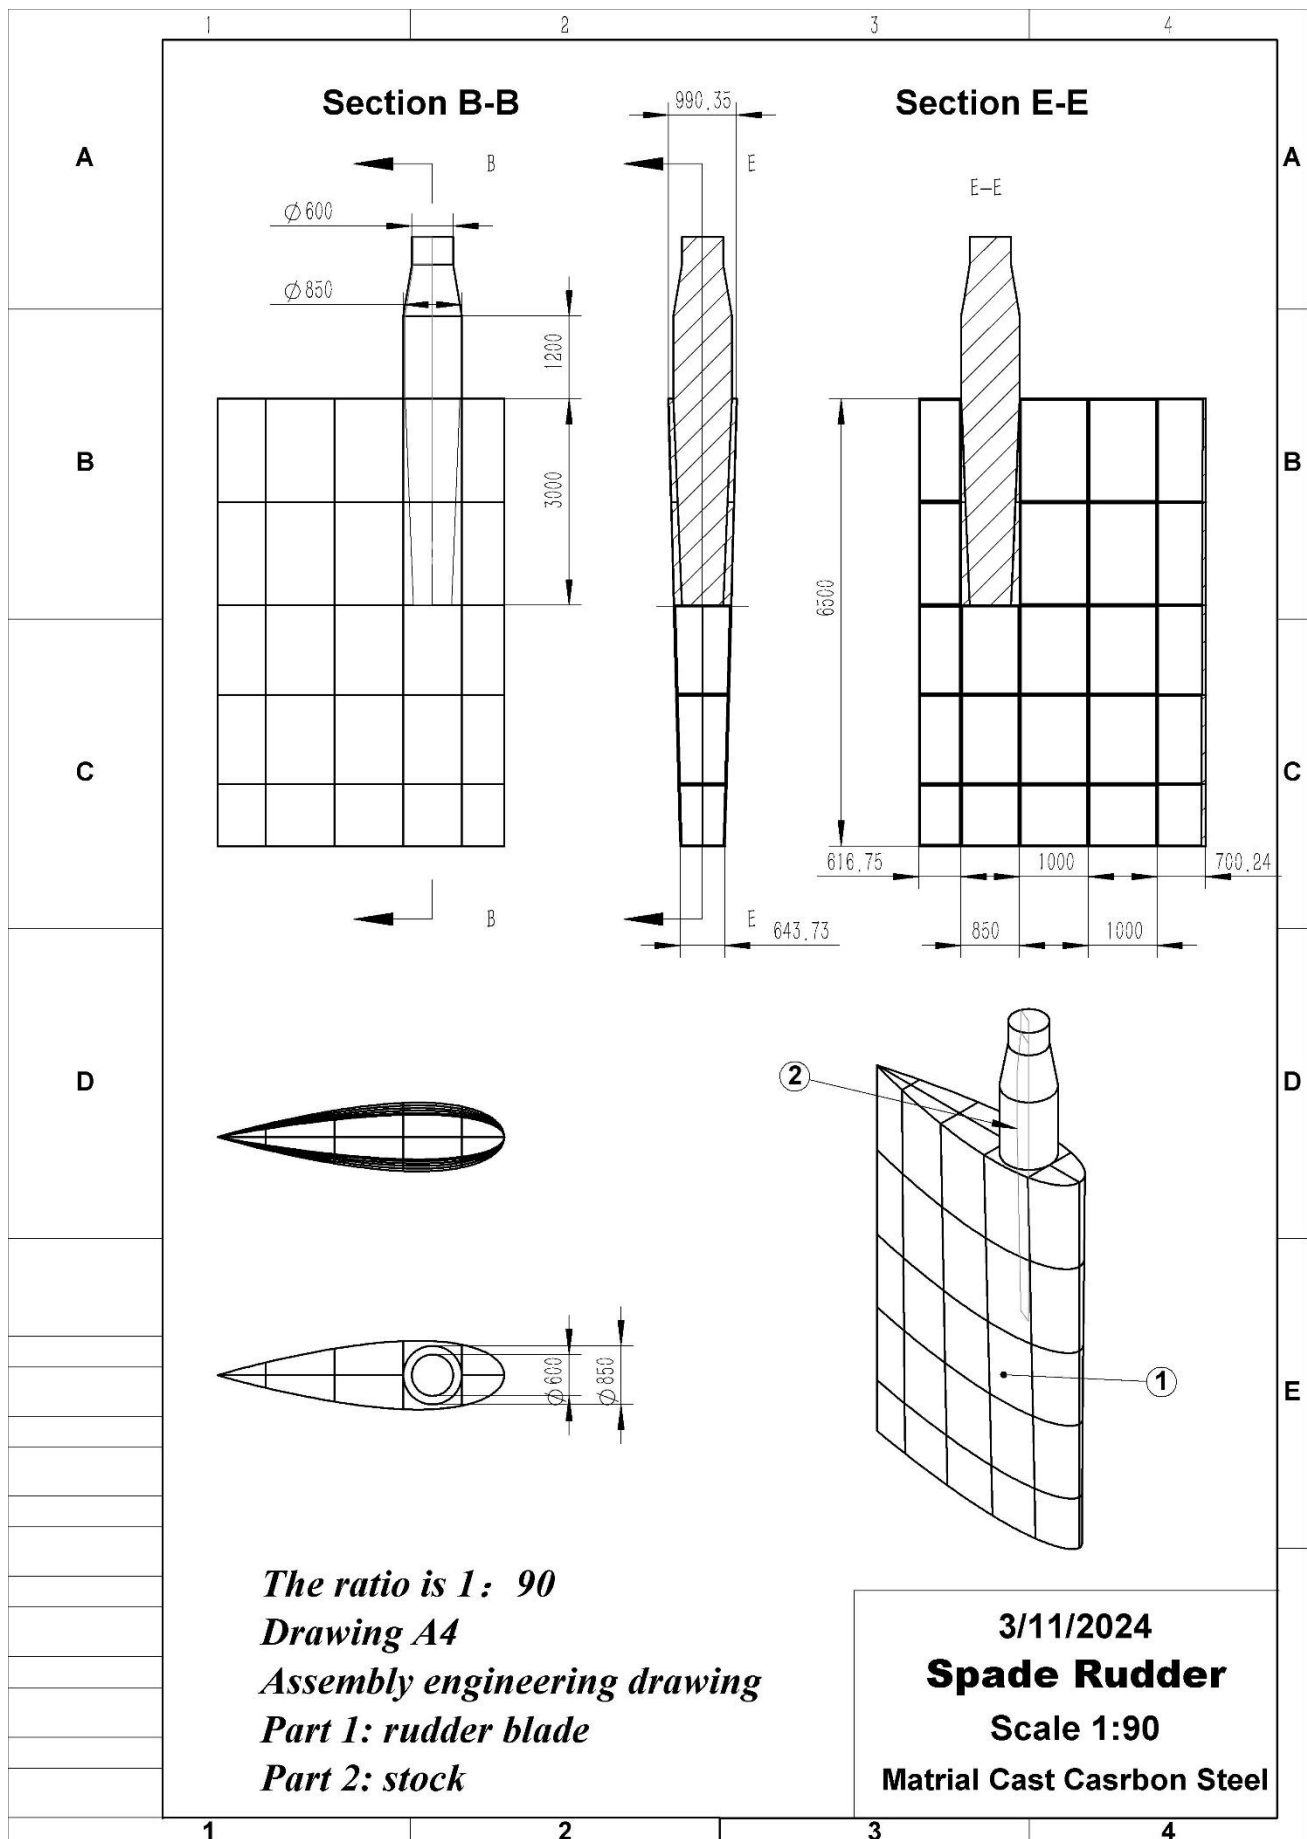 1 2 3 4
Section B-B
990.35
Section E-E
A
A
B
E
E-E
Ø600
Ø850
1200
B
B
3000
6500
C
C
616.75
1000
700.24
B
E
643.73
850
1000
D
D
2
1
Ø600
Ø850
E
The ratio is 1： 90
Drawing A4
Assembly engineering drawing
Part 1: rudder blade
Part 2: stock
3/11/2024
Spade Rudder
Scale 1:90
Matrial Cast Casrbon Steel
1 2 3 4